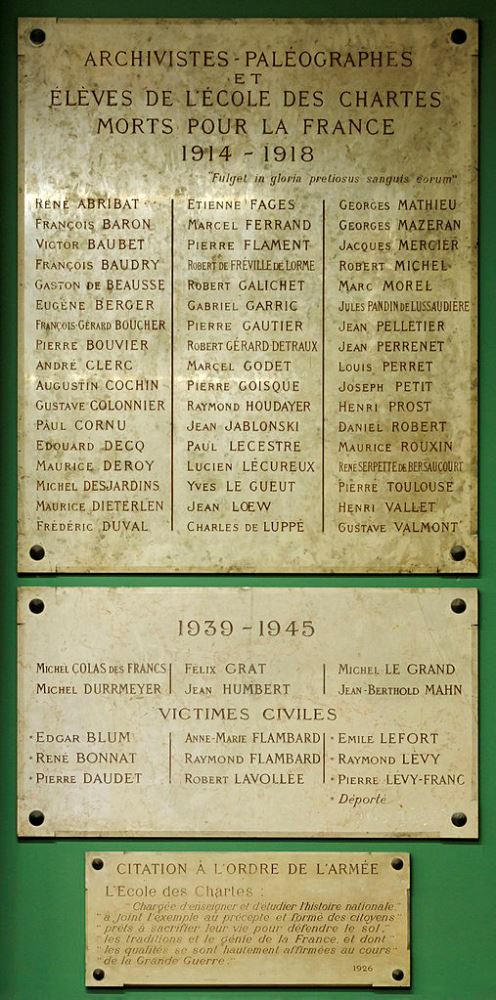 ARCHIVISTES-PALÉOGRAPHES
ET
ÉLÈVES DE L'ÉCOLE DES CHARTES
MORTS POUR LA FRANCE
1914 - 1918
"Fulget in gloria pretiosus sanguis eorum"
RENÉ ABRIBAT
FRANÇOIS BARON
VICTOR BAUBET
FRANÇOIS BAUDRY
GASTON DE BEAUSSE
EUGÈNE BERGER
FRANÇOIS-GÉRARD BOUCHER
PIERRE BOUVIER
ANDRÉ CLERC
AUGUSTIN COCHIN
GUSTAVE COLONNIER
PAUL CORNU
EDOUARD DECQ
MAURICE DEROY
MICHEL DESJARDINS
MAURICE DIETERLEN
FRÉDÉRIC DUVAL
ETIENNE FAGES
MARCEL FERRAND
PIERRE FLAMENT
ROBERT DE FRÉVILLE DE LORME
ROBERT GALICHET
GABRIEL GARRIC
PIERRE GAUTIER
ROBERT GÉRARD-DETRAUX
MARCEL GODET
PIERRE GOISQUE
RAYMOND HOUDAYER
JEAN JABLONSKI
PAUL LECESTRE
LUCIEN LÉCUREUX
YVES LE GUEUT
JEAN LOEW
CHARLES DE LUPPÉ
GEORGES MATHIEU
GEORGES MAZERAN
JACQUES MERCIER
ROBERT MICHEL
MARC MOREL
JULES PANDIN DE LUSSAUDIÈRE
JEAN PELLETIER
JEAN PERRENET
LOUIS PERRET
JOSEPH PETIT
HENRI PROST
DANIEL ROBERT
MAURICE ROUXIN
RENÉ SERPETTE DE BERSAUCOURT
PIERRE TOULOUSE
HENRI VALLET
GUSTAVE VALMONT
1939 - 1945
MICHEL COLAS DES FRANCS
MICHEL DURRMEYER
FÉLIX GRAT
JEAN HUMBERT
MICHEL LE GRAND
JEAN-BERTHOLD MAHN
VICTIMES CIVILES
* EDGAR BLUM
* RENÉ BONNAT
* PIERRE DAUDET
ANNE-MARIE FLAMBARD
RAYMOND FLAMBARD
ROBERT LAVOLLÉE
* EMILE LEFORT
* RAYMOND LÉVY
* PIERRE LÉVY-FRANC
* Déporté
CITATION À L'ORDRE DE L'ARMÉE
L'Ecole des Chartes :
"Chargée d'enseigner et d'étudier l'histoire nationale
"a joint l'exemple au précepte et formé des citoyens"
"prêts à sacrifier leur vie pour défendre le sol,
"les traditions et le génie de la France, et dont"
"les qualités se sont hautement affirmées au cours"
"de la Grande Guerre."
1926